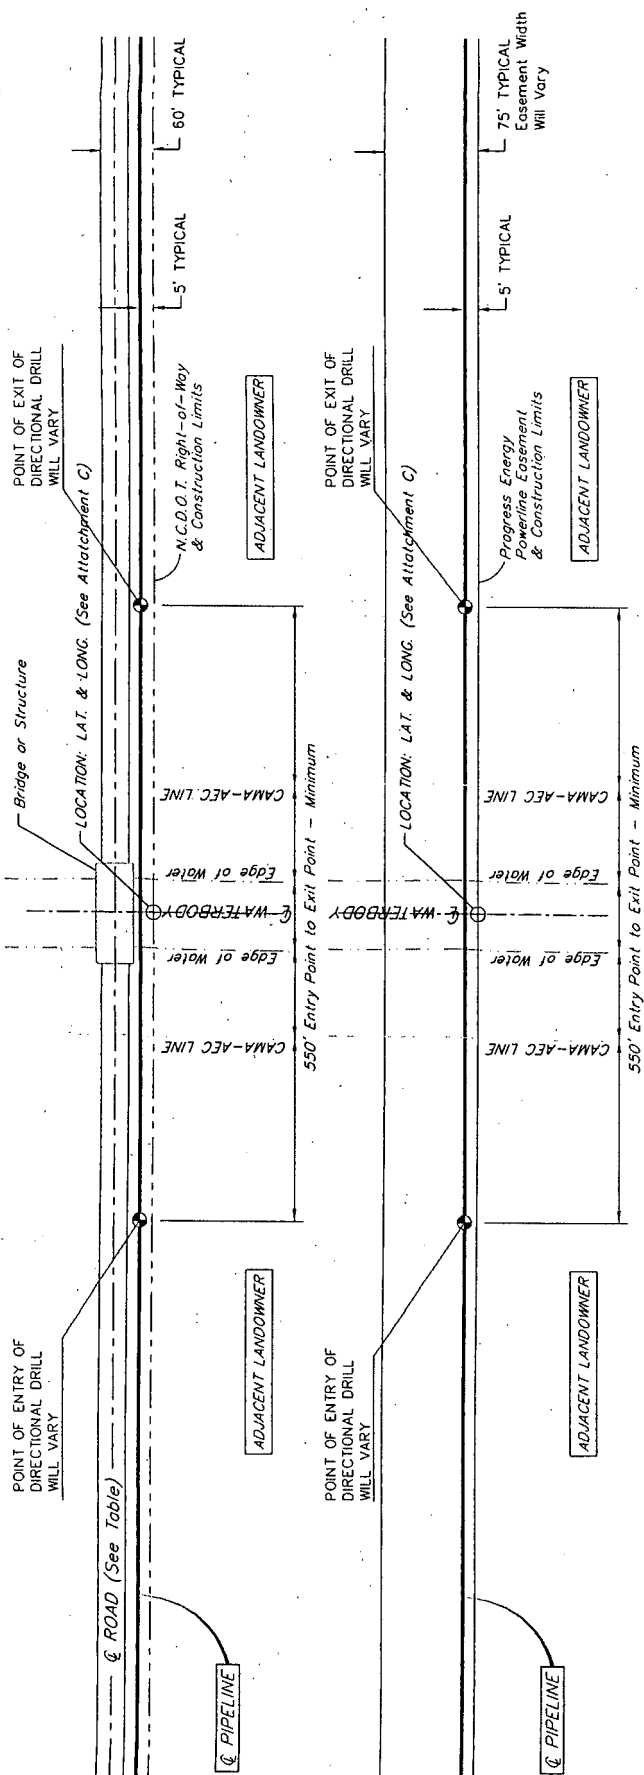 POINT OF ENTRY OF
DIRECTIONAL DRILL
WILL VARY
℄ ROAD (See Table)
℄ PIPELINE
ADJACENT LANDOWNER
Bridge or Structure
LOCATION: LAT. & LONG. (See Attatchment C)
CAMA-AEC LINE
Edge of Water
℄ WATERBODY
Edge of Water
CAMA-AEC LINE
550' Entry Point to Exit Point - Minimum
POINT OF EXIT OF
DIRECTIONAL DRILL
WILL VARY
N.C.D.O.T. Right-of-Way
& Construction Limits
ADJACENT LANDOWNER
5' TYPICAL
60' TYPICAL
POINT OF ENTRY OF
DIRECTIONAL DRILL
WILL VARY
℄ PIPELINE
ADJACENT LANDOWNER
LOCATION: LAT. & LONG. (See Attatchment C)
CAMA-AEC LINE
Edge of Water
℄ WATERBODY
Edge of Water
CAMA-AEC LINE
550' Entry Point to Exit Point - Minimum
POINT OF EXIT OF
DIRECTIONAL DRILL
WILL VARY
Progress Energy
Powerline Easement
& Construction Limits
ADJACENT LANDOWNER
5' TYPICAL
75' TYPICAL
Easement Width
Will Vary